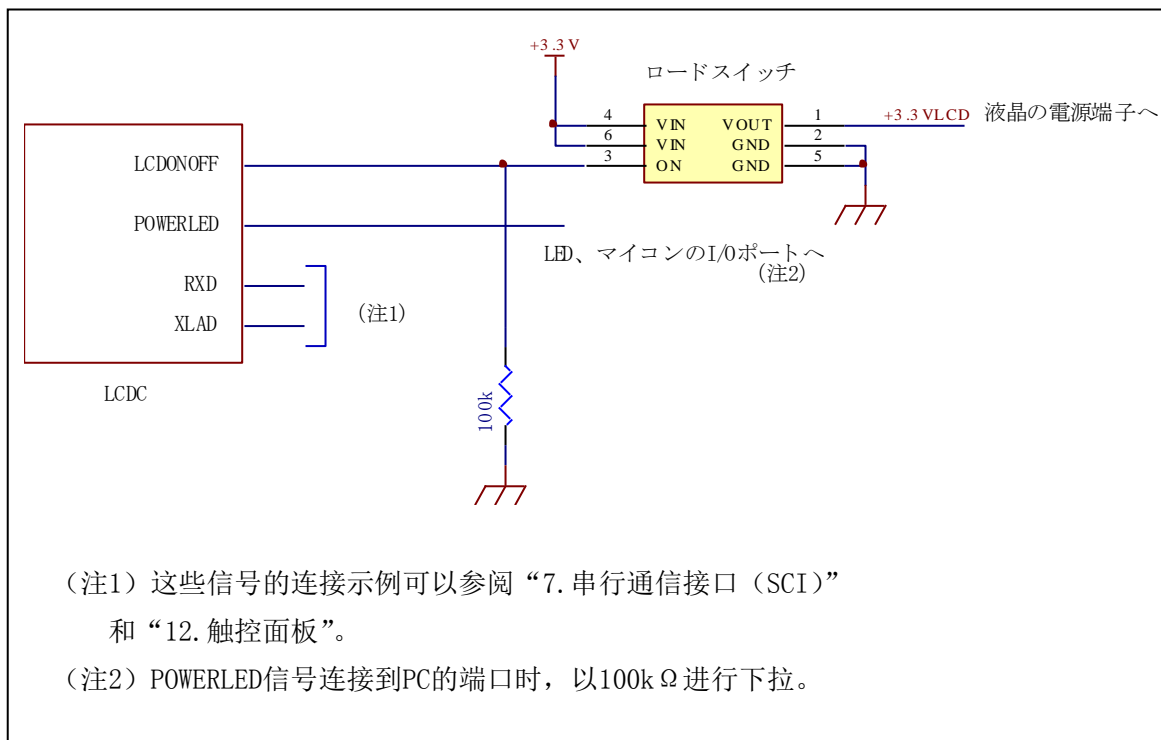 +3.3V
ロードスイッチ
4 VIN VOUT 1 +3.3VLCD 液晶の電源端子へ
6 VIN GND 2
3 ON GND 5
LCDONOFF
POWERLED
LED、マイコンのI/Oポートへ
(注2)
RXD
(注1)
XLAD
LCDC
100k
（注1）这些信号的连接示例可以参阅“7.串行通信接口（SCI）”
和“12.触控面板”。
（注2）POWERLED信号连接到PC的端口时，以100kΩ进行下拉。